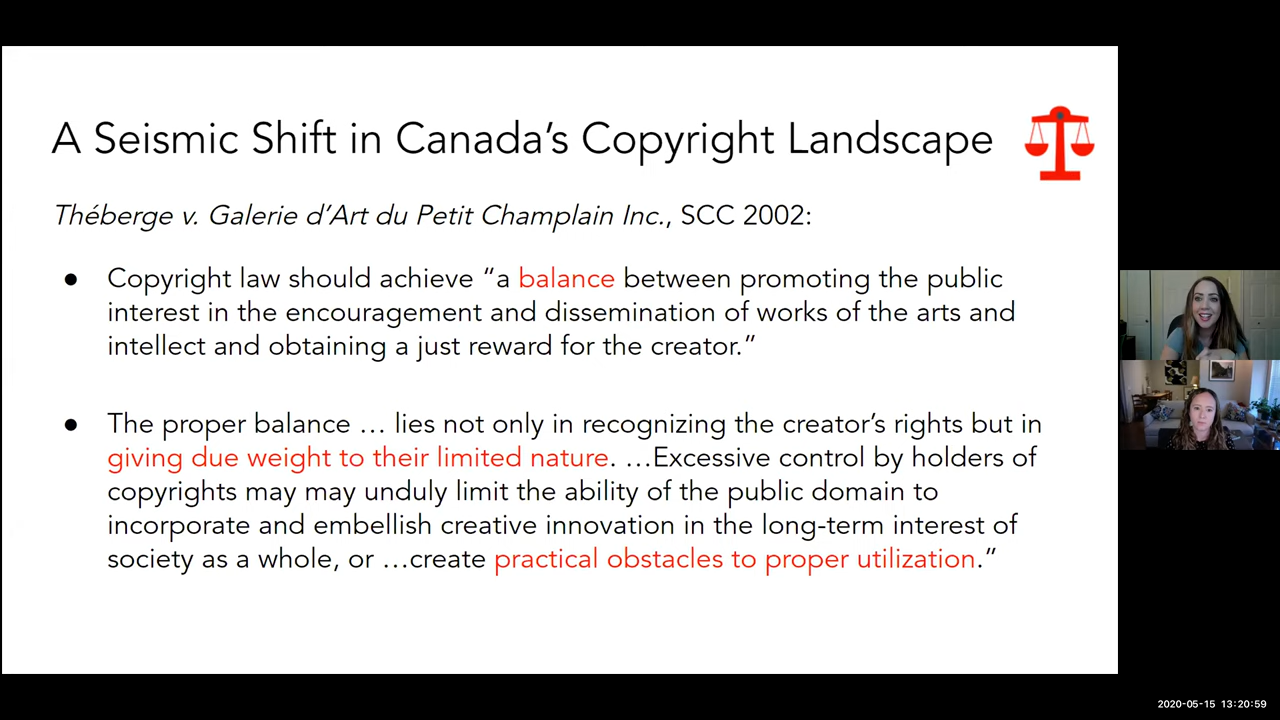 A Seismic Shift in Canada’s Copyright Landscape
Théberge v. Galerie d’Art du Petit Champlain Inc., SCC 2002:
● Copyright law should achieve “a balance between promoting the public
interest in the encouragement and dissemination of works of the arts and
intellect and obtaining a just reward for the creator.”
● The proper balance … lies not only in recognizing the creator’s rights but in
giving due weight to their limited nature. …Excessive control by holders of
copyrights may may unduly limit the ability of the public domain to
incorporate and embellish creative innovation in the long-term interest of
society as a whole, or …create practical obstacles to proper utilization.”
2020-05-15 13:20:59